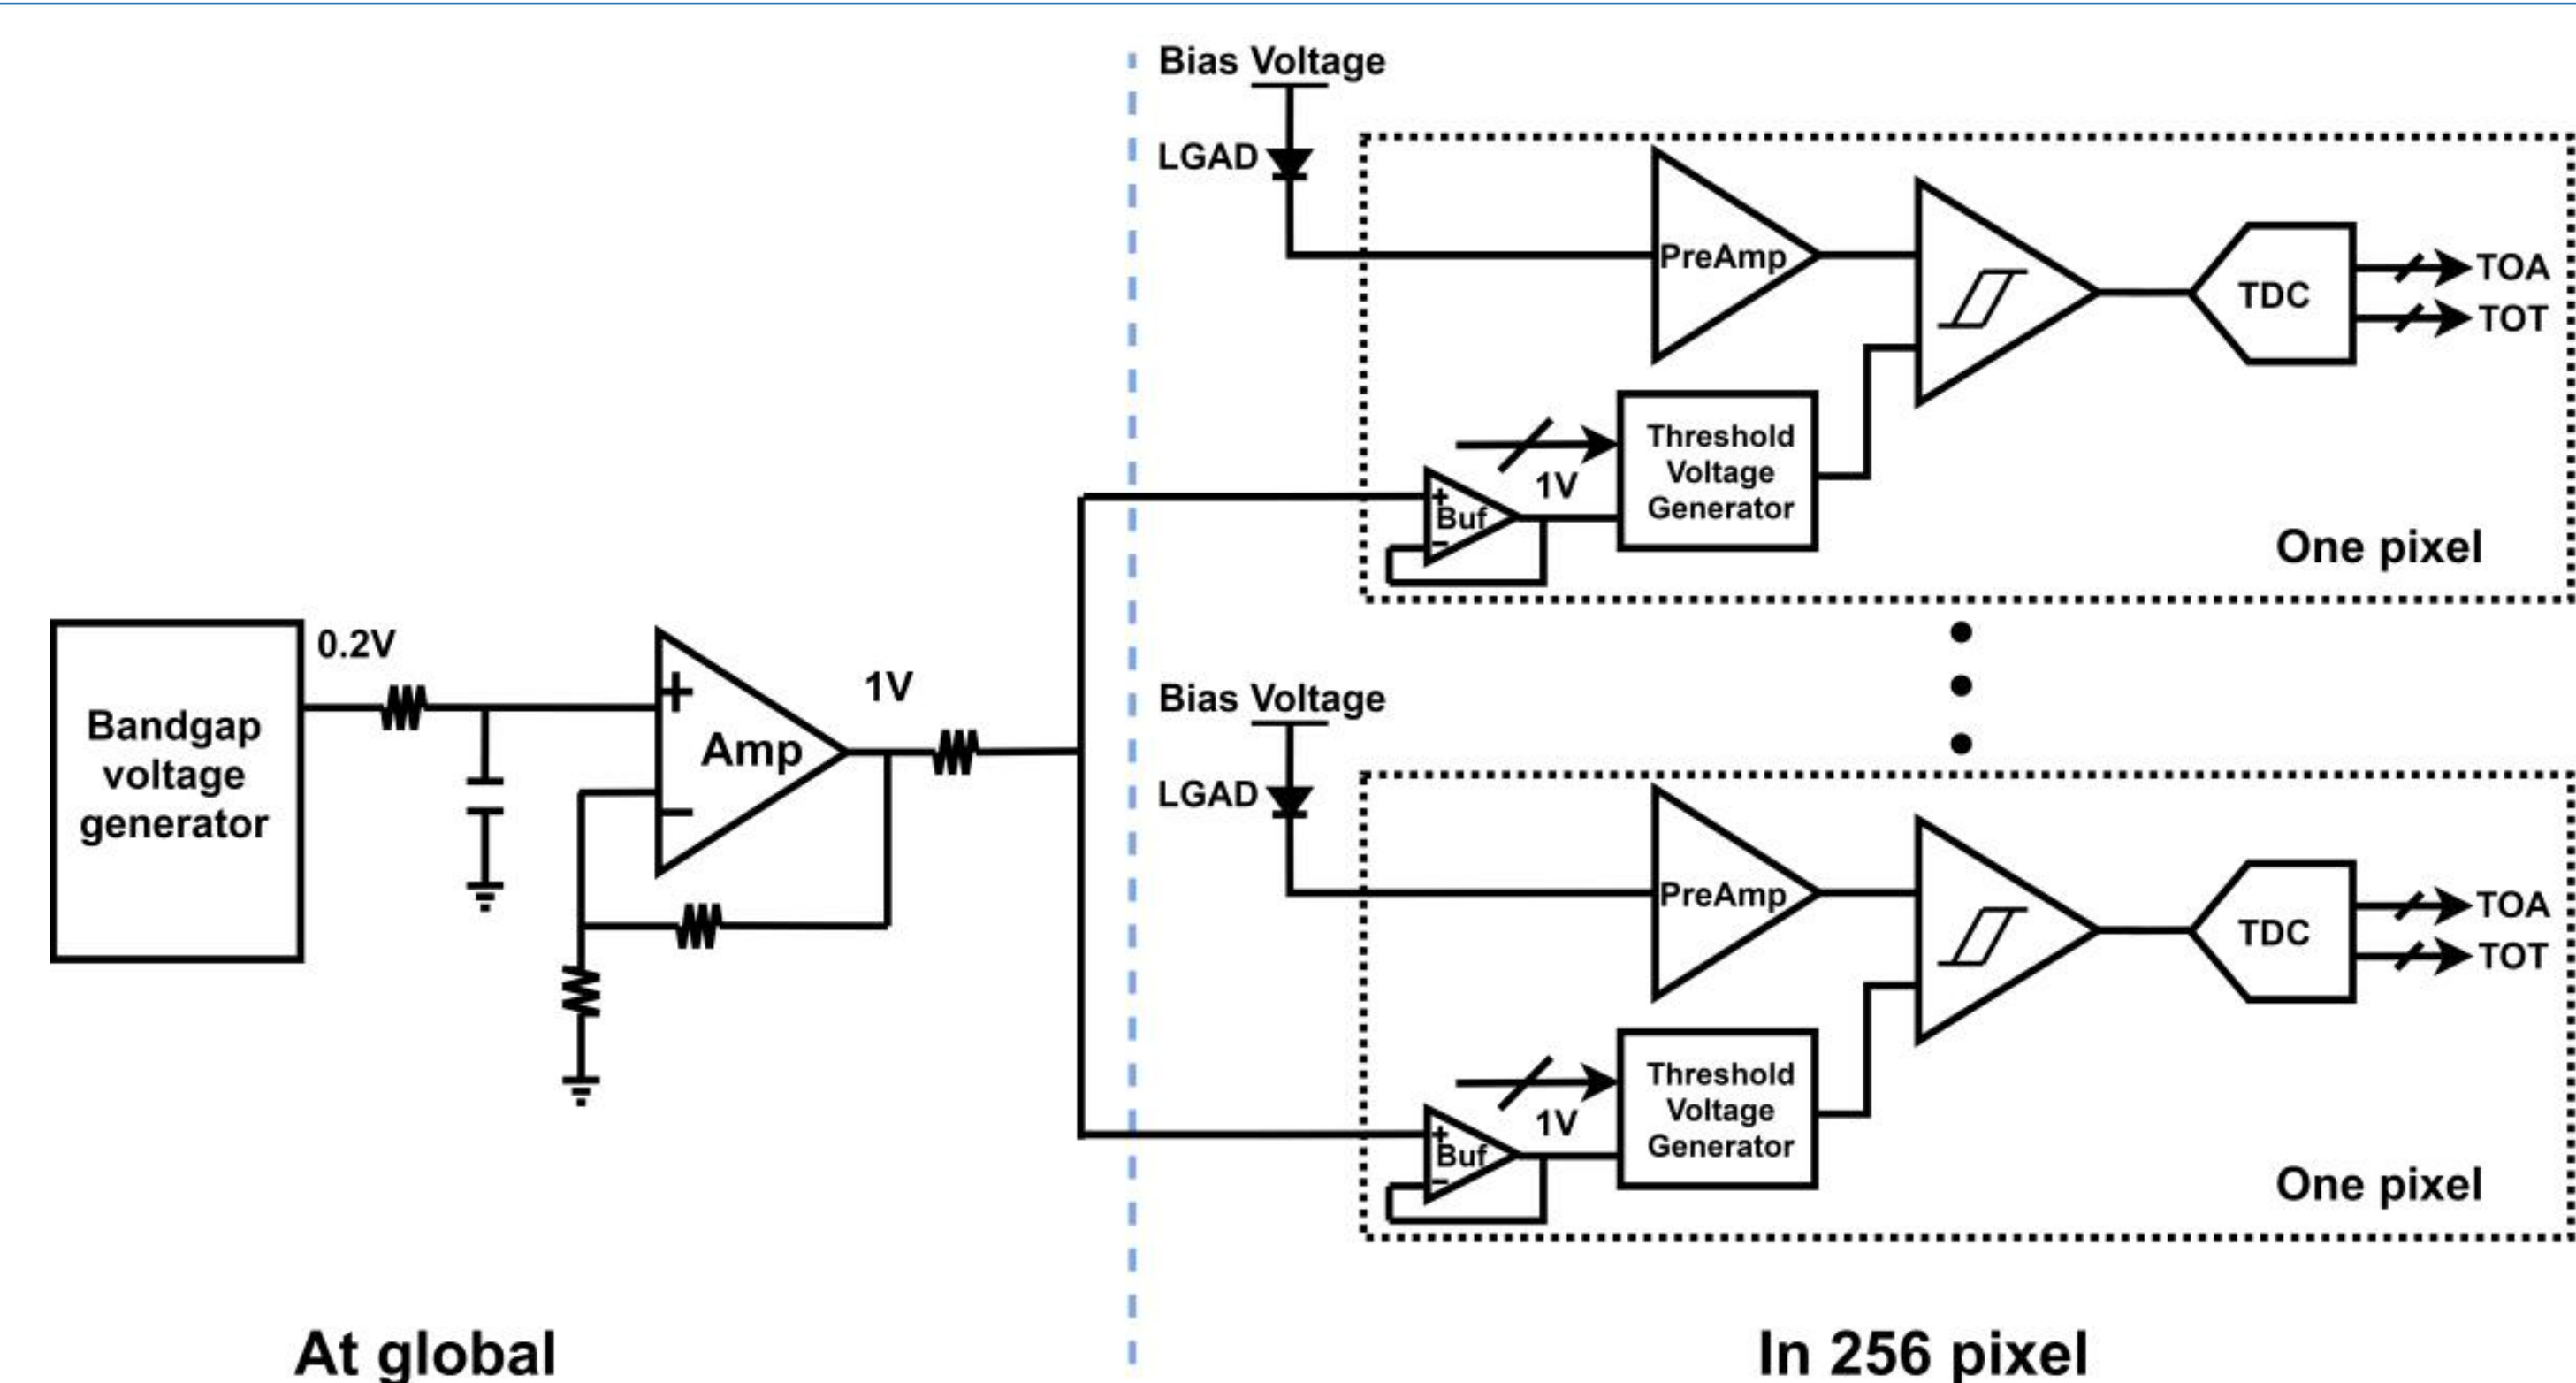 Bias Voltage
LGAD
PreAmp
TDC
TOA
TOT
Threshold
Voltage
Generator
1V
+
Buf
−
One pixel
0.2V
Bandgap
voltage
generator
+
Amp
−
1V
Bias Voltage
LGAD
PreAmp
TDC
TOA
TOT
Threshold
Voltage
Generator
1V
+
Buf
−
One pixel
At global
In 256 pixel